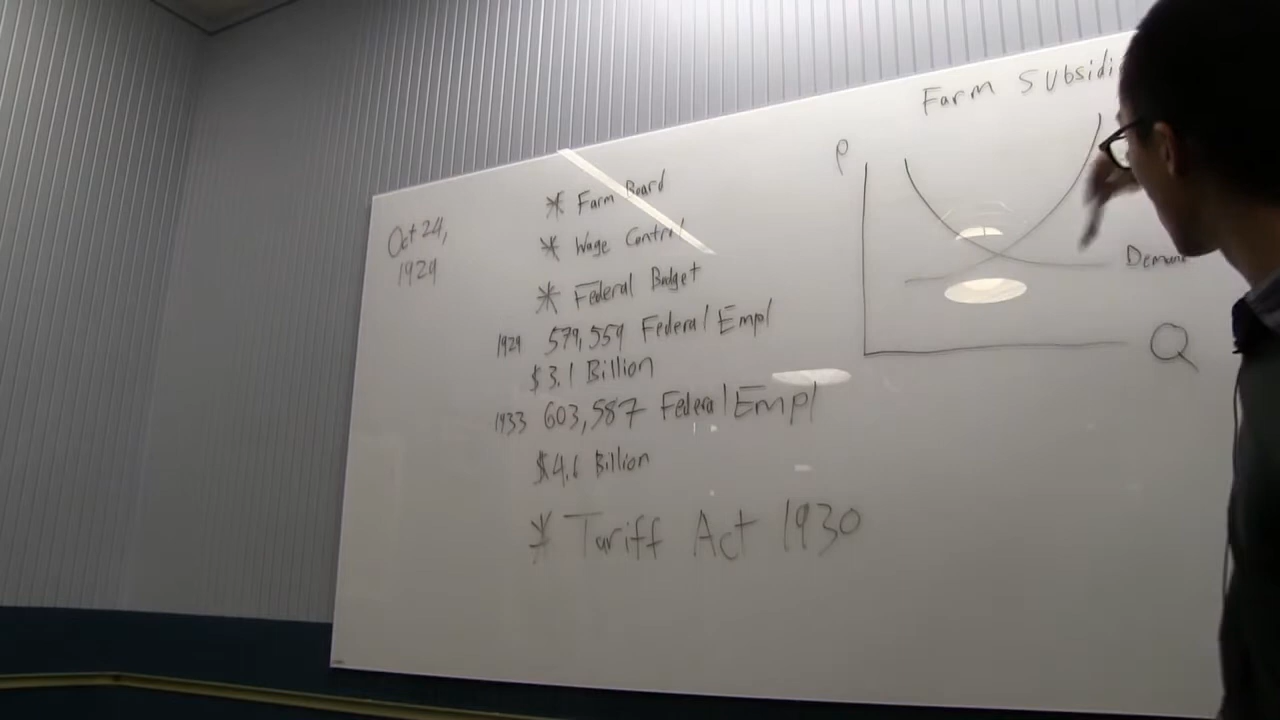 Oct 24,
1929
* Farm Board
* Wage Control
* Federal Budget
1929 579,559 Federal Empl
$3.1 Billion
1933 603,587 Federal Empl
$4.6 Billion
* Tariff Act 1930
Farm Subsidi
P
Demand
Q